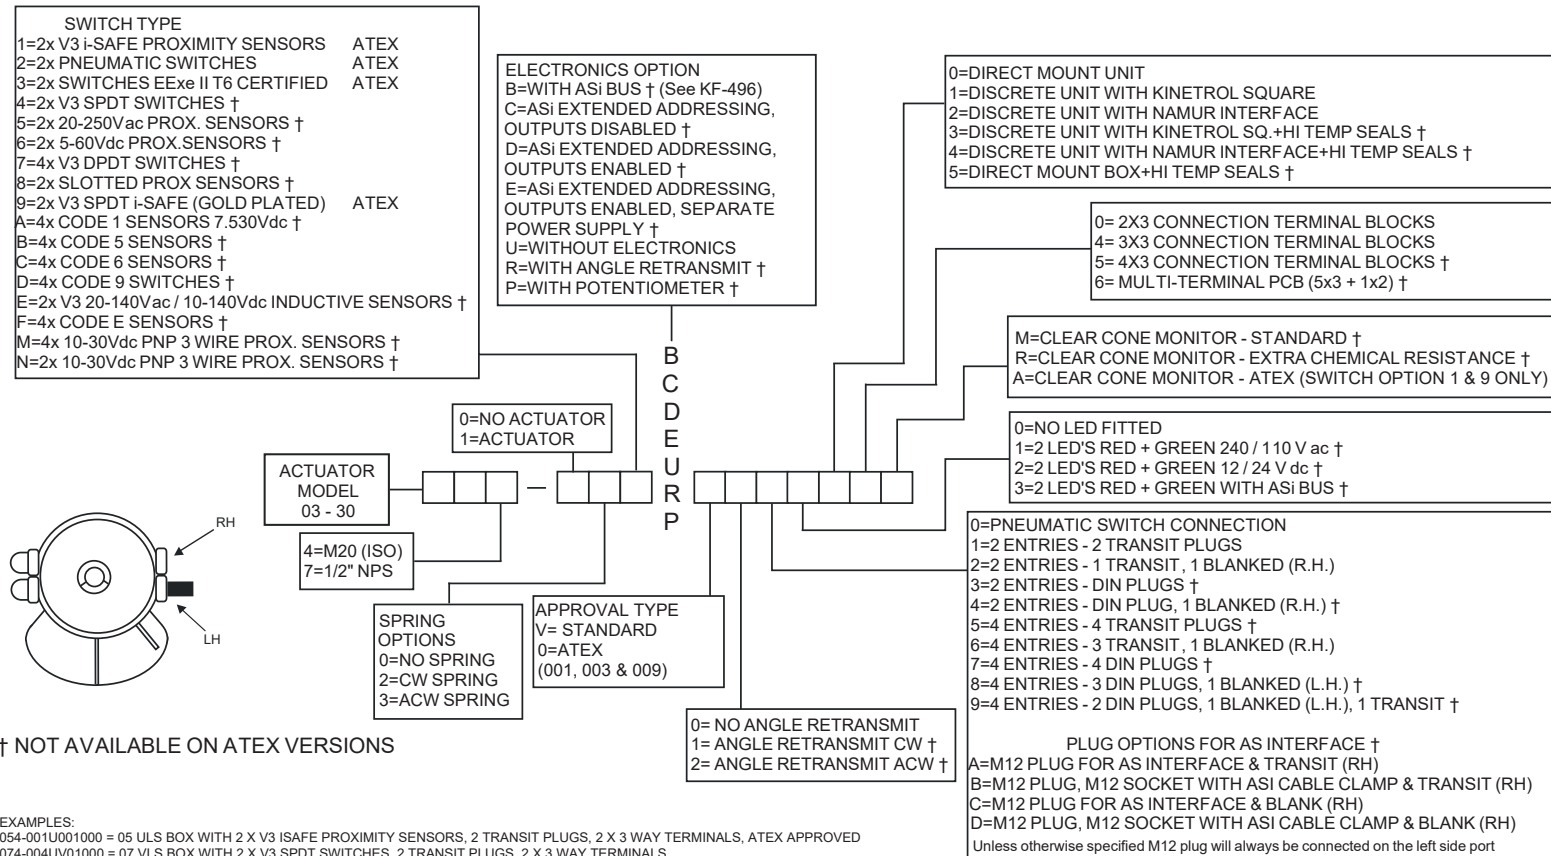 SWITCH TYPE
1=2x V3 i-SAFE PROXIMITY SENSORS ATEX
2=2x PNEUMATIC SWITCHES ATEX
3=2x SWITCHES EExe II T6 CERTIFIED ATEX
4=2x V3 SPDT SWITCHES †
5=2x 20-250Vac PROX. SENSORS †
6=2x 5-60Vdc PROX.SENSORS †
7=4x V3 DPDT SWITCHES †
8=2x SLOTTED PROX SENSORS †
9=2x V3 SPDT i-SAFE (GOLD PLATED) ATEX
A=4x CODE 1 SENSORS 7.530Vdc †
B=4x CODE 5 SENSORS †
C=4x CODE 6 SENSORS †
D=4x CODE 9 SWITCHES †
E=2x V3 20-140Vac / 10-140Vdc INDUCTIVE SENSORS †
F=4x CODE E SENSORS †
M=4x 10-30Vdc PNP 3 WIRE PROX. SENSORS †
N=2x 10-30Vdc PNP 3 WIRE PROX. SENSORS †
ELECTRONICS OPTION
B=WITH ASi BUS † (See KF-496)
C=ASi EXTENDED ADDRESSING,
OUTPUTS DISABLED †
D=ASi EXTENDED ADDRESSING,
OUTPUTS ENABLED †
E=ASi EXTENDED ADDRESSING,
OUTPUTS ENABLED, SEPARATE
POWER SUPPLY †
U=WITHOUT ELECTRONICS
R=WITH ANGLE RETRANSMIT †
P=WITH POTENTIOMETER †
0=DIRECT MOUNT UNIT
1=DISCRETE UNIT WITH KINETROL SQUARE
2=DISCRETE UNIT WITH NAMUR INTERFACE
3=DISCRETE UNIT WITH KINETROL SQ.+HI TEMP SEALS †
4=DISCRETE UNIT WITH NAMUR INTERFACE+HI TEMP SEALS †
5=DIRECT MOUNT BOX+HI TEMP SEALS †
0= 2X3 CONNECTION TERMINAL BLOCKS
4= 3X3 CONNECTION TERMINAL BLOCKS
5= 4X3 CONNECTION TERMINAL BLOCKS †
6= MULTI-TERMINAL PCB (5x3 + 1x2) †
M=CLEAR CONE MONITOR - STANDARD †
R=CLEAR CONE MONITOR - EXTRA CHEMICAL RESISTANCE †
A=CLEAR CONE MONITOR - ATEX (SWITCH OPTION 1 & 9 ONLY)
0=NO LED FITTED
1=2 LED'S RED + GREEN 240 / 110 V ac †
2=2 LED'S RED + GREEN 12 / 24 V dc †
3=2 LED'S RED + GREEN WITH ASi BUS †
0=NO ACTUATOR
1=ACTUATOR
B
C
D
E
U
R
P
ACTUATOR
MODEL
03 - 30
4=M20 (ISO)
7=1/2" NPS
SPRING
OPTIONS
0=NO SPRING
2=CW SPRING
3=ACW SPRING
APPROVAL TYPE
V= STANDARD
0=ATEX
(001, 003 & 009)
0= NO ANGLE RETRANSMIT
1= ANGLE RETRANSMIT CW †
2= ANGLE RETRANSMIT ACW †
0=PNEUMATIC SWITCH CONNECTION
1=2 ENTRIES - 2 TRANSIT PLUGS
2=2 ENTRIES - 1 TRANSIT, 1 BLANKED (R.H.)
3=2 ENTRIES - DIN PLUGS †
4=2 ENTRIES - DIN PLUG, 1 BLANKED (R.H.) †
5=4 ENTRIES - 4 TRANSIT PLUGS †
6=4 ENTRIES - 3 TRANSIT, 1 BLANKED (R.H.)
7=4 ENTRIES - 4 DIN PLUGS †
8=4 ENTRIES - 3 DIN PLUGS, 1 BLANKED (L.H.) †
9=4 ENTRIES - 2 DIN PLUGS, 1 BLANKED (L.H.), 1 TRANSIT †
PLUG OPTIONS FOR AS INTERFACE †
A=M12 PLUG FOR AS INTERFACE & TRANSIT (RH)
B=M12 PLUG, M12 SOCKET WITH ASI CABLE CLAMP & TRANSIT (RH)
C=M12 PLUG FOR AS INTERFACE & BLANK (RH)
D=M12 PLUG, M12 SOCKET WITH ASI CABLE CLAMP & BLANK (RH)
Unless otherwise specified M12 plug will always be connected on the left side port
RH
LH
† NOT AVAILABLE ON ATEX VERSIONS
EXAMPLES:
054-001U001000 = 05 ULS BOX WITH 2 X V3 ISAFE PROXIMITY SENSORS, 2 TRANSIT PLUGS, 2 X 3 WAY TERMINALS, ATEX APPROVED
074-004UV01000 = 07 VLS BOX WITH 2 X V3 SPDT SWITCHES, 2 TRANSIT PLUGS, 2 X 3 WAY TERMINALS